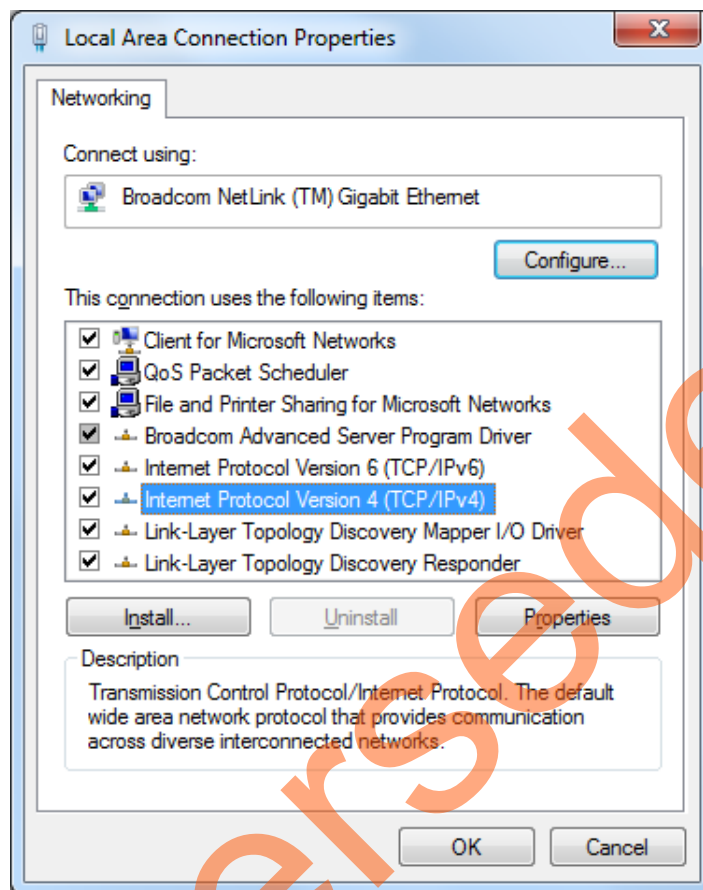 Local Area Connection Properties
Networking
Connect using:
Broadcom NetLink (TM) Gigabit Ethernet
Configure...
This connection uses the following items:
Client for Microsoft Networks
QoS Packet Scheduler
File and Printer Sharing for Microsoft Networks
Broadcom Advanced Server Program Driver
Internet Protocol Version 6 (TCP/IPv6)
Internet Protocol Version 4 (TCP/IPv4)
Link-Layer Topology Discovery Mapper I/O Driver
Link-Layer Topology Discovery Responder
Install... Uninstall Properties
Description
Transmission Control Protocol/Internet Protocol. The default
wide area network protocol that provides communication
across diverse interconnected networks.
OK Cancel